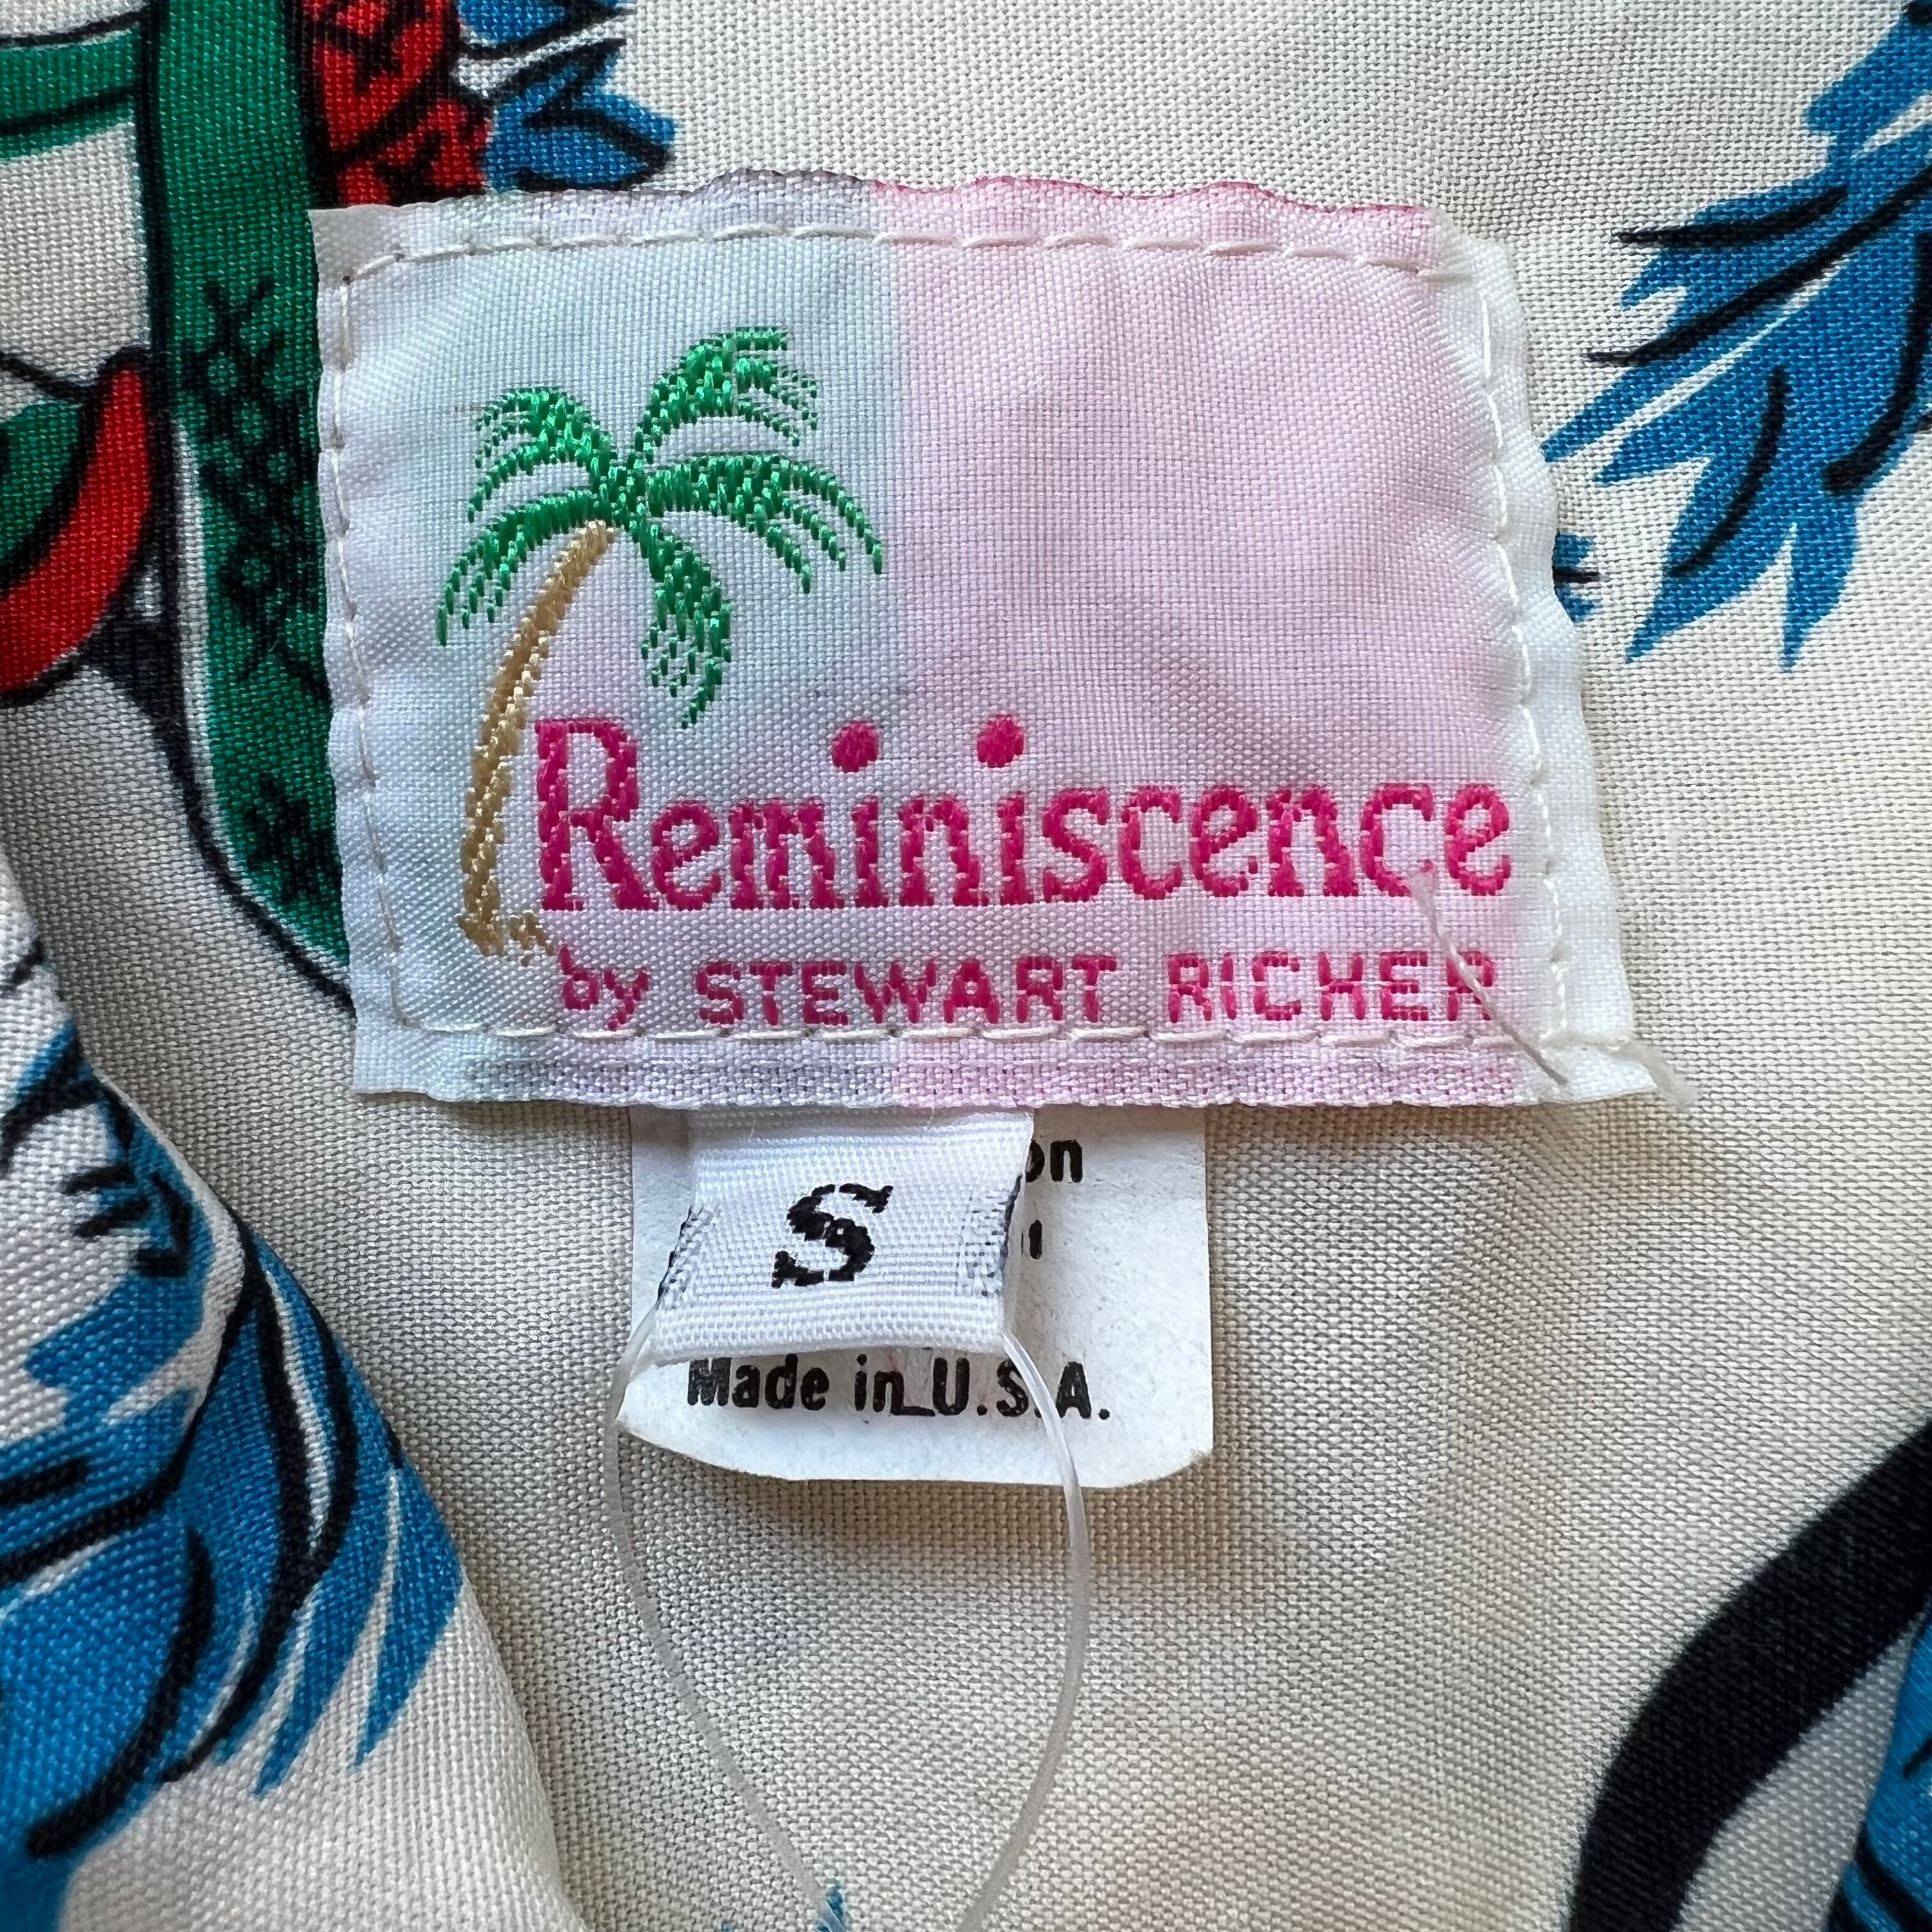 Reminiscence
by STEWART RICHER
S
Made in U.S.A.